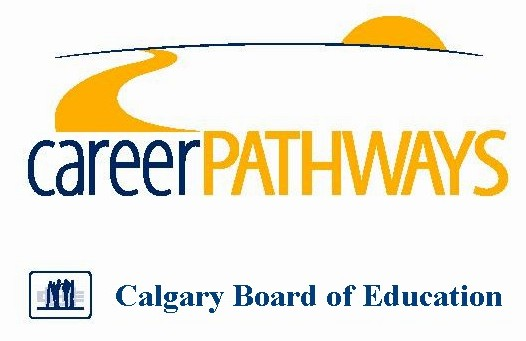 careerPATHWAYS
Calgary Board of Education